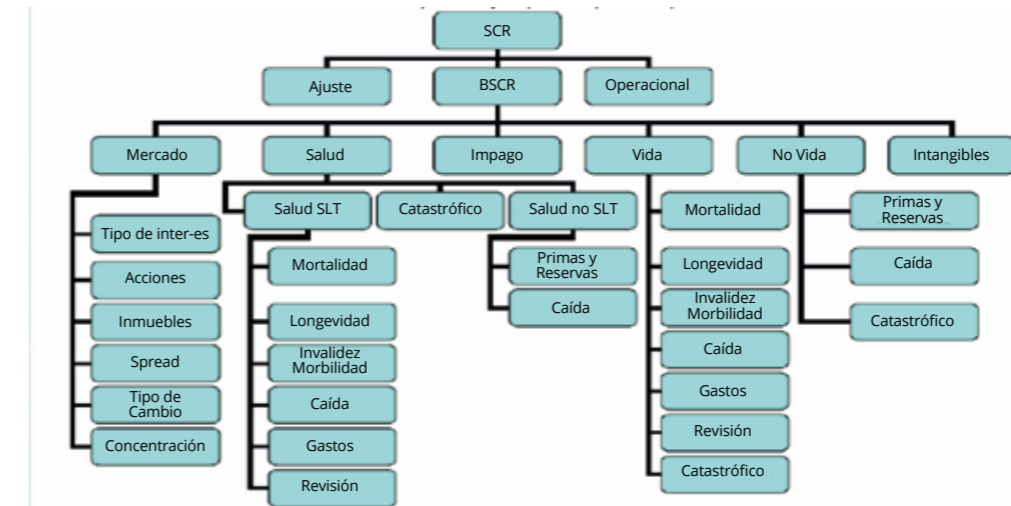 SCR
Ajuste
BSCR
Operacional
Mercado
Salud
Impago
Vida
No Vida
Intangibles
Tipo de inter-es
Acciones
Inmuebles
Spread
Tipo de
Cambio
Concentración
Salud SLT
Catastrófico
Salud no SLT
Mortalidad
Longevidad
Invalidez
Morbilidad
Caída
Gastos
Revisión
Primas y
Reservas
Caída
Mortalidad
Longevidad
Invalidez
Morbilidad
Caída
Gastos
Revisión
Catastrófico
Primas y
Reservas
Caída
Catastrófico